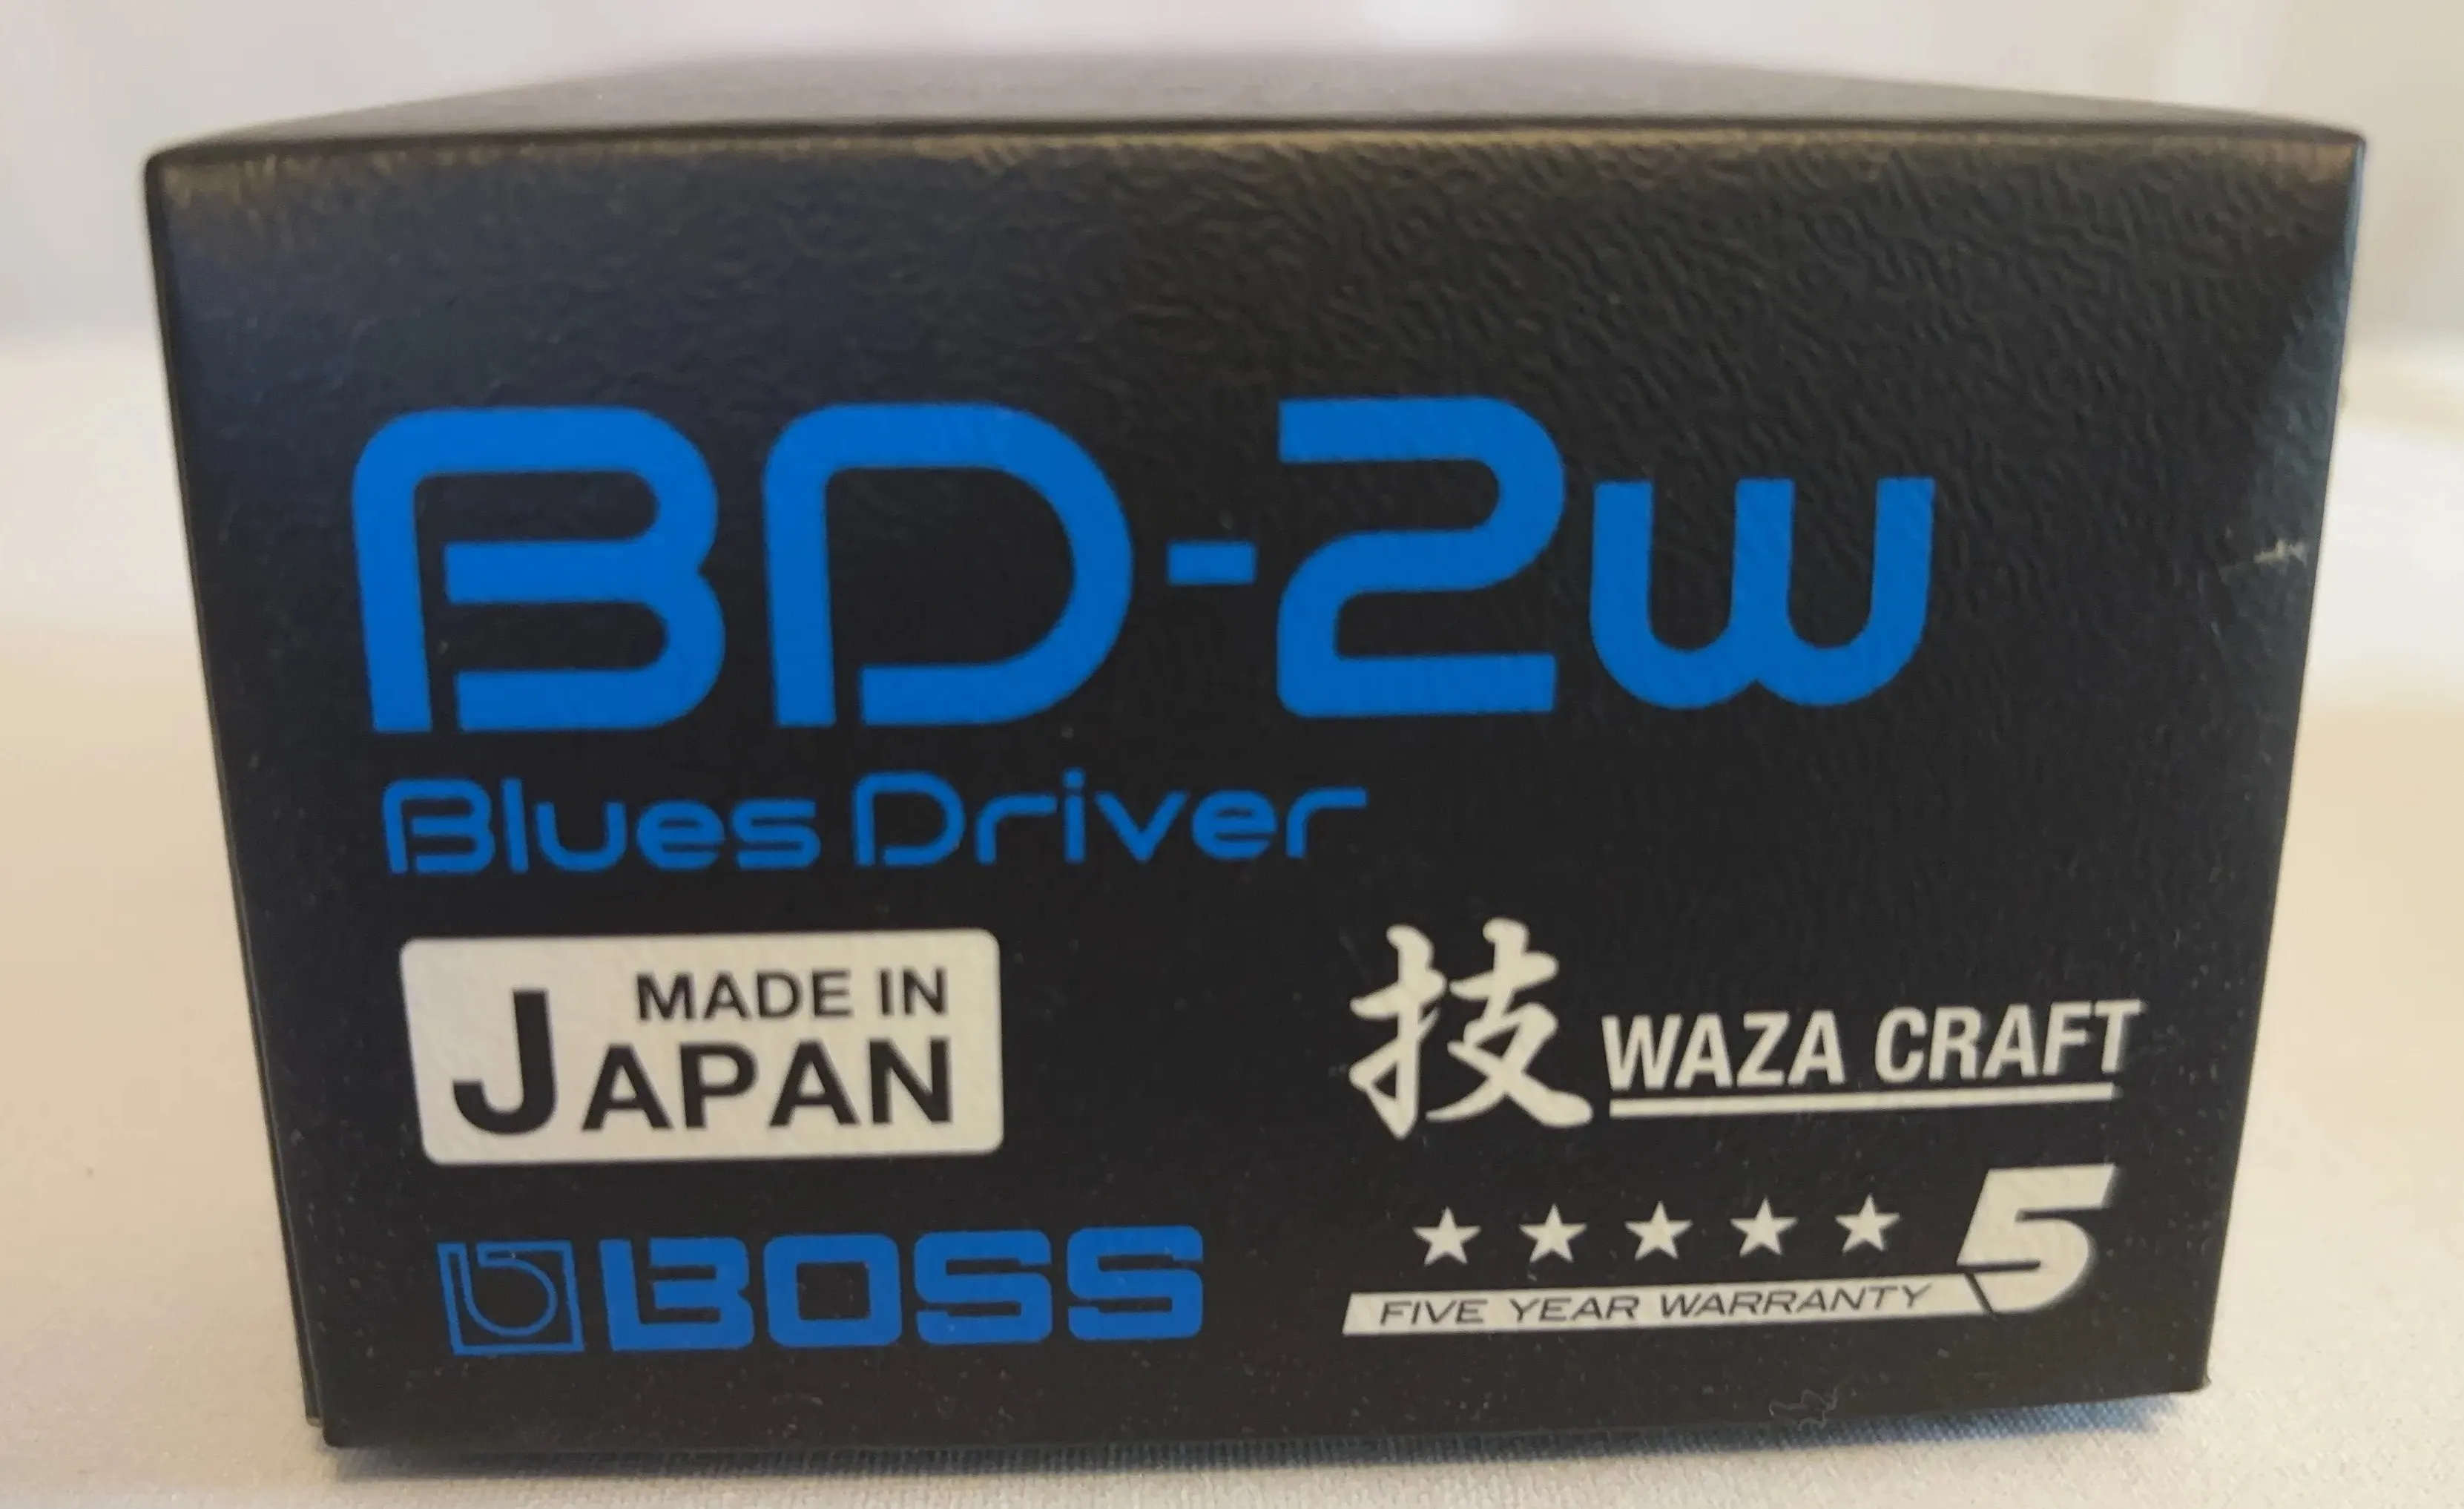 BD-2w
Blues Driver
MADE IN
JAPAN
技 WAZA CRAFT
BOSS
5
FIVE YEAR WARRANTY